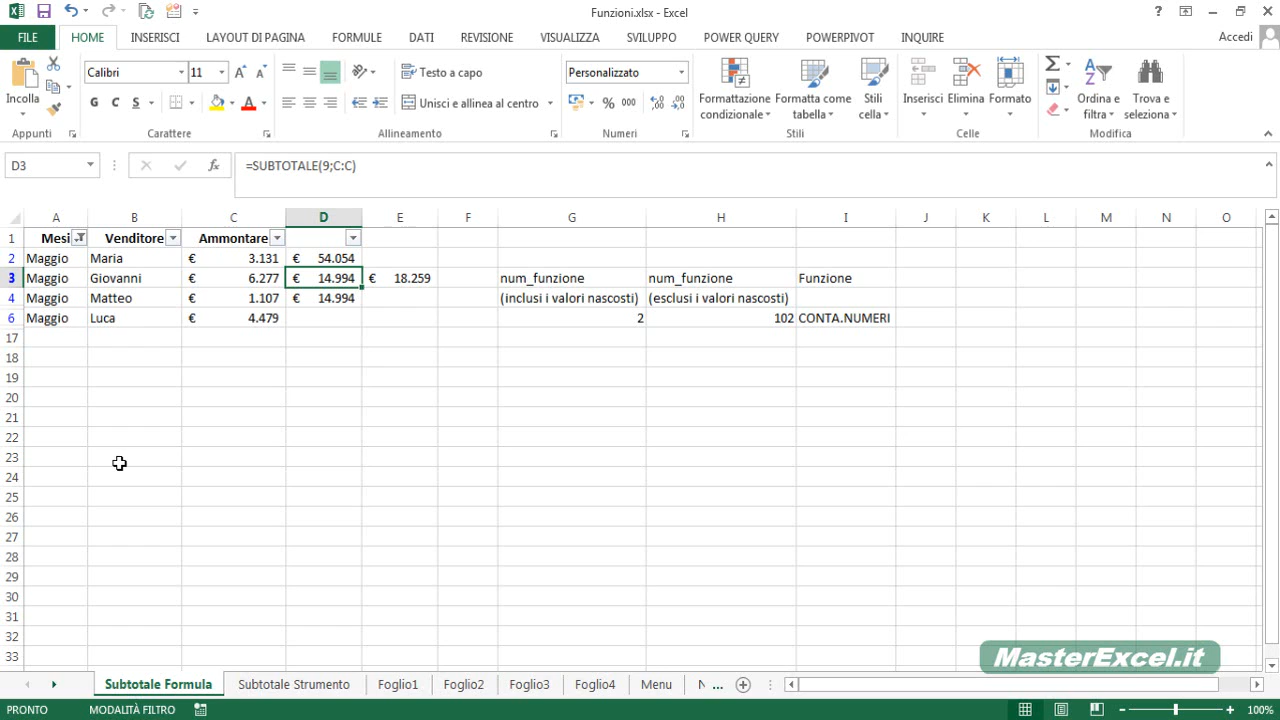 Funzioni.xlsx - Excel
FILE HOME INSERISCI LAYOUT DI PAGINA FORMULE DATI REVISIONE VISUALIZZA SVILUPPO POWER QUERY POWERPIVOT INQUIRE Accedi
Incolla
Calibri 11
G C S
Testo a capo
Unisci e allinea al centro
Personalizzato
% 000
Formattazione condizionale
Formatta come tabella
Stili cella
Inserisci Elimina Formato
Ordina e filtra
Trova e seleziona
Appunti Carattere Allineamento Numeri Stili Celle Modifica
D3 fx =SUBTOTALE(9;C:C)
A B C D E F G H I J K L M N O
1 Mesi Venditore Ammontare
2 Maggio Maria € 3.131 € 54.054
3 Maggio Giovanni € 6.277 € 14.994 € 18.259 num_funzione num_funzione Funzione
4 Maggio Matteo € 1.107 € 14.994 (inclusi i valori nascosti) (esclusi i valori nascosti)
6 Maggio Luca € 4.479 2 102 CONTA.NUMERI
17
18
19
20
21
22
23
24
25
26
27
28
29
30
31
32
33
MasterExcel.it
Subtotale Formula Subtotale Strumento Foglio1 Foglio2 Foglio3 Foglio4 Menu ...
PRONTO MODALITÀ FILTRO 100%